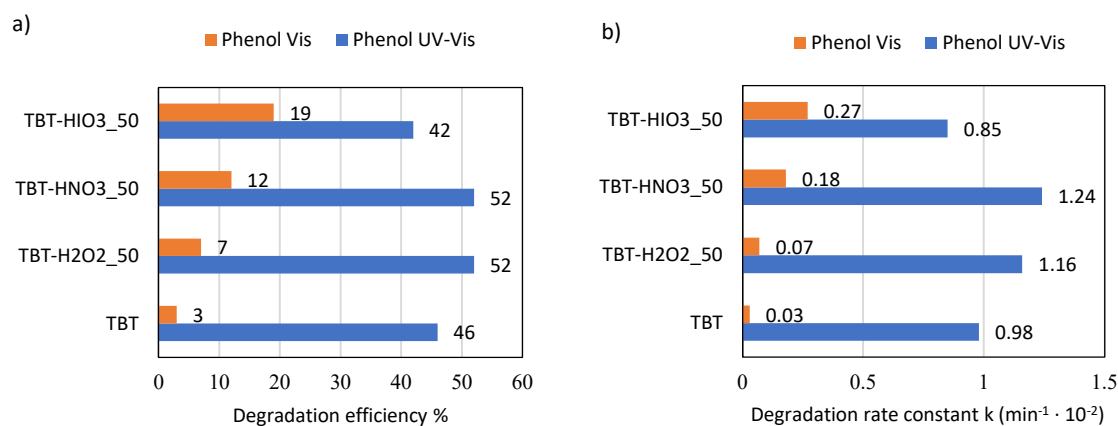 a)
Phenol Vis Phenol UV-Vis
TBT-HIO3_50
19
42
TBT-HNO3_50
12
52
TBT-H2O2_50
7
52
TBT
3
46
0 10 20 30 40 50 60
Degradation efficiency %
b)
Phenol Vis Phenol UV-Vis
TBT-HIO3_50
0.27
0.85
TBT-HNO3_50
0.18
1.24
TBT-H2O2_50
0.07
1.16
TBT
0.03
0.98
0 0.5 1 1.5
Degradation rate constant k (min⁻¹ · 10⁻²)